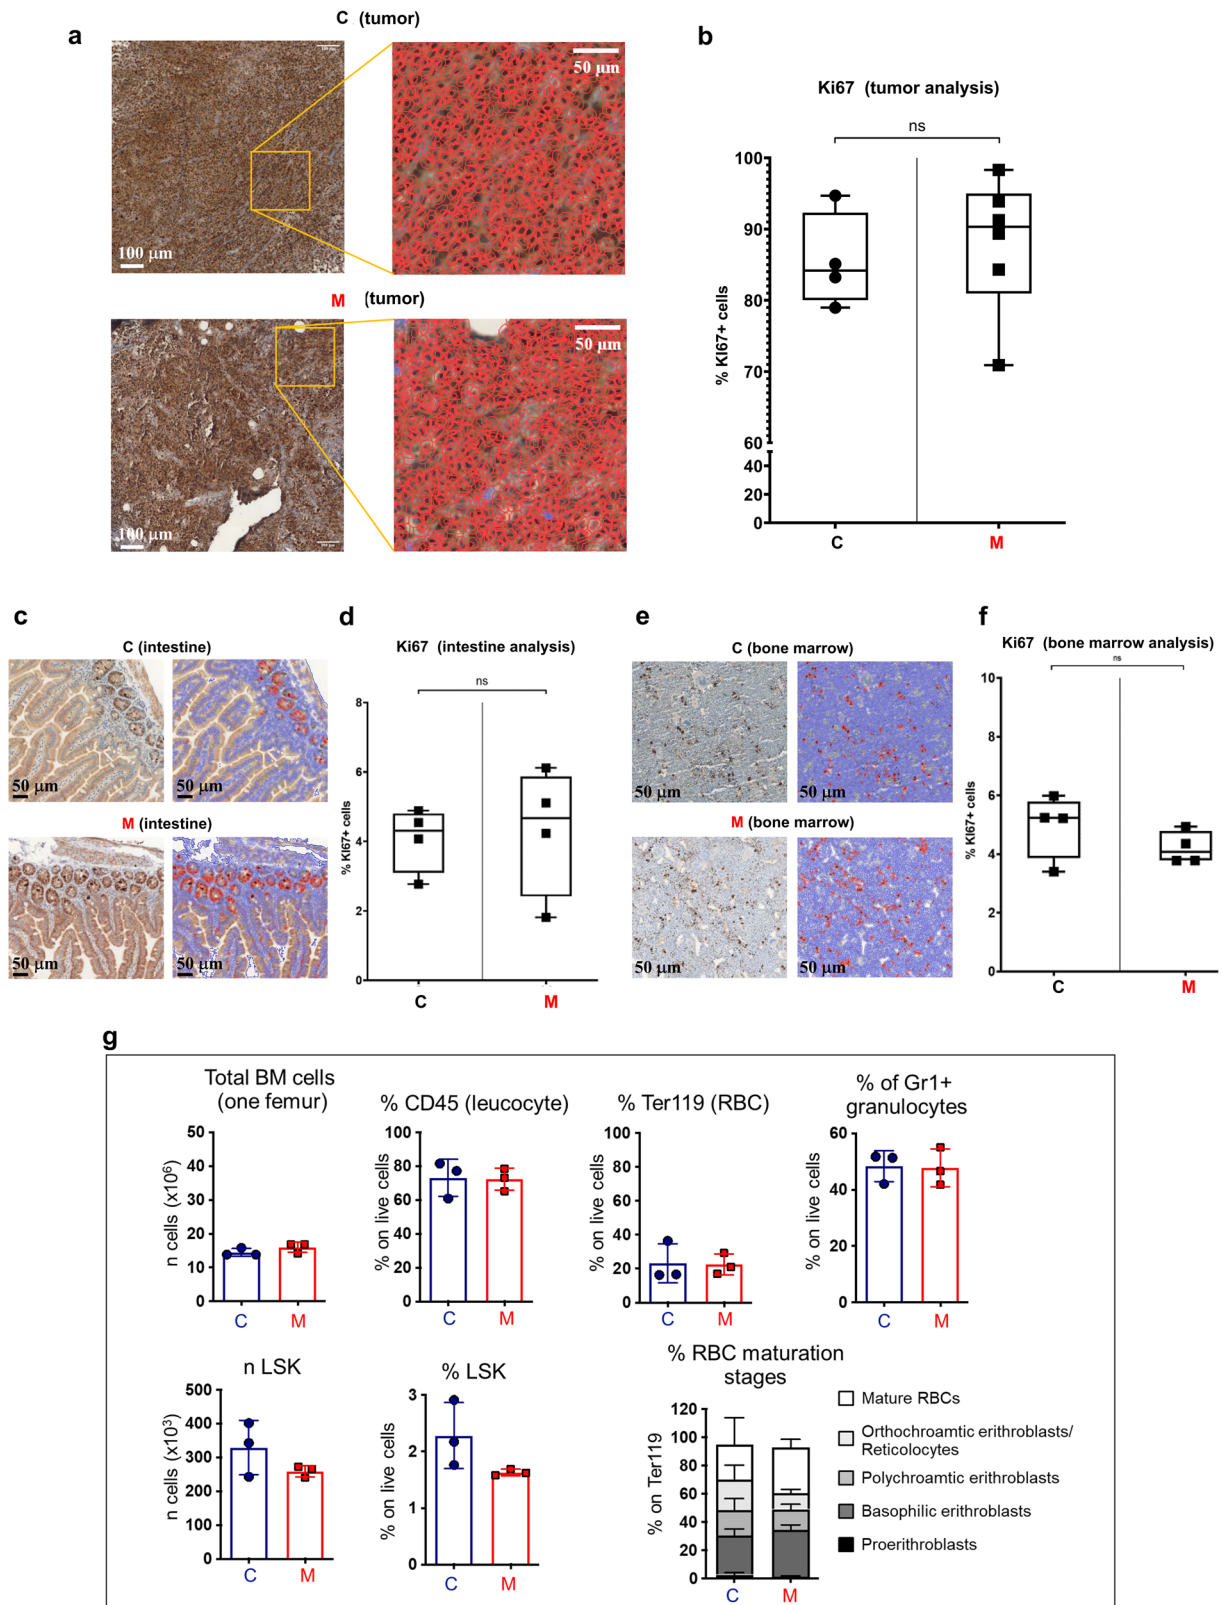 C (tumor)
a
100 μm
50 μm
M (tumor)
100 μm
50 μm
b
Ki67 (tumor analysis)
ns
100
90
80
70
60
40
20
0
% KI67+ cells
C
M
c
C (intestine)
50 μm
50 μm
M (intestine)
50 μm
50 μm
d
Ki67 (intestine analysis)
ns
8
6
4
2
0
% KI67+ cells
C
M
e
C (bone marrow)
50 μm
50 μm
M (bone marrow)
50 μm
50 μm
f
Ki67 (bone marrow analysis)
ns
10
8
6
4
2
0
% KI67+ cells
C
M
g
Total BM cells
(one femur)
50
40
30
20
10
0
n cells (x10⁶)
C
M
% CD45 (leucocyte)
100
80
60
40
20
0
% on live cells
C
M
% Ter119 (RBC)
100
80
60
40
20
0
% on live cells
C
M
% of Gr1+
granulocytes
60
40
20
0
% on live cells
C
M
n LSK
500
400
300
200
100
0
n cells (x10³)
C
M
% LSK
3
2
1
0
% on live cells
C
M
% RBC maturation
stages
120
100
80
60
40
20
0
% on Ter119
C
M
Mature RBCs
Orthochroamtic erithroblasts/
Reticolocytes
Polychroamtic erithroblasts
Basophilic erithroblasts
Proerithroblasts